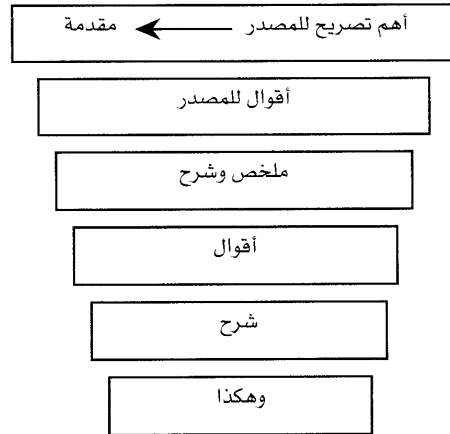 أهم تصريح للمصدر ← مقدمة
أقوال للمصدر
ملخص وشرح
أقوال
شرح
وهكذا